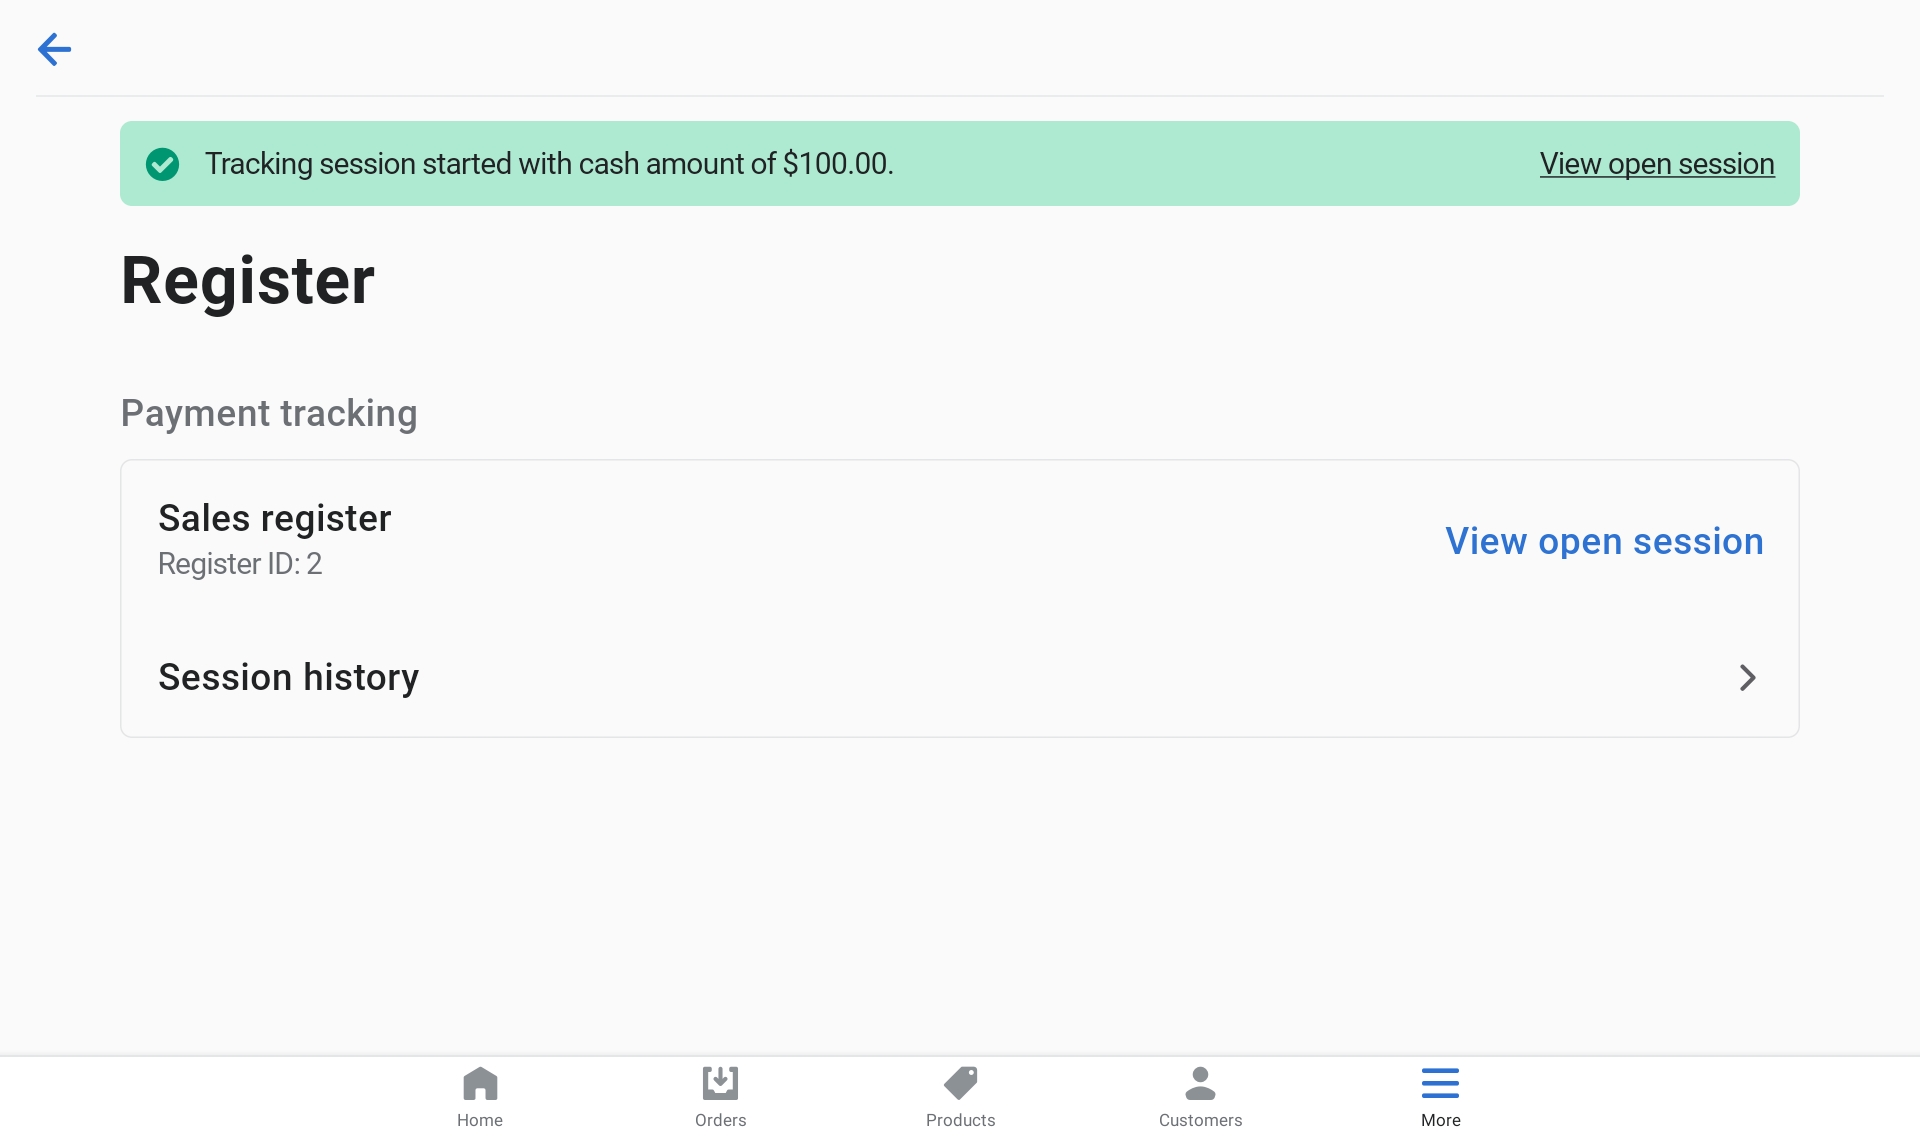 Tracking session started with cash amount of $100.00.
View open session
Register
Payment tracking
Sales register
Register ID: 2
View open session
Session history
Home
Orders
Products
Customers
More